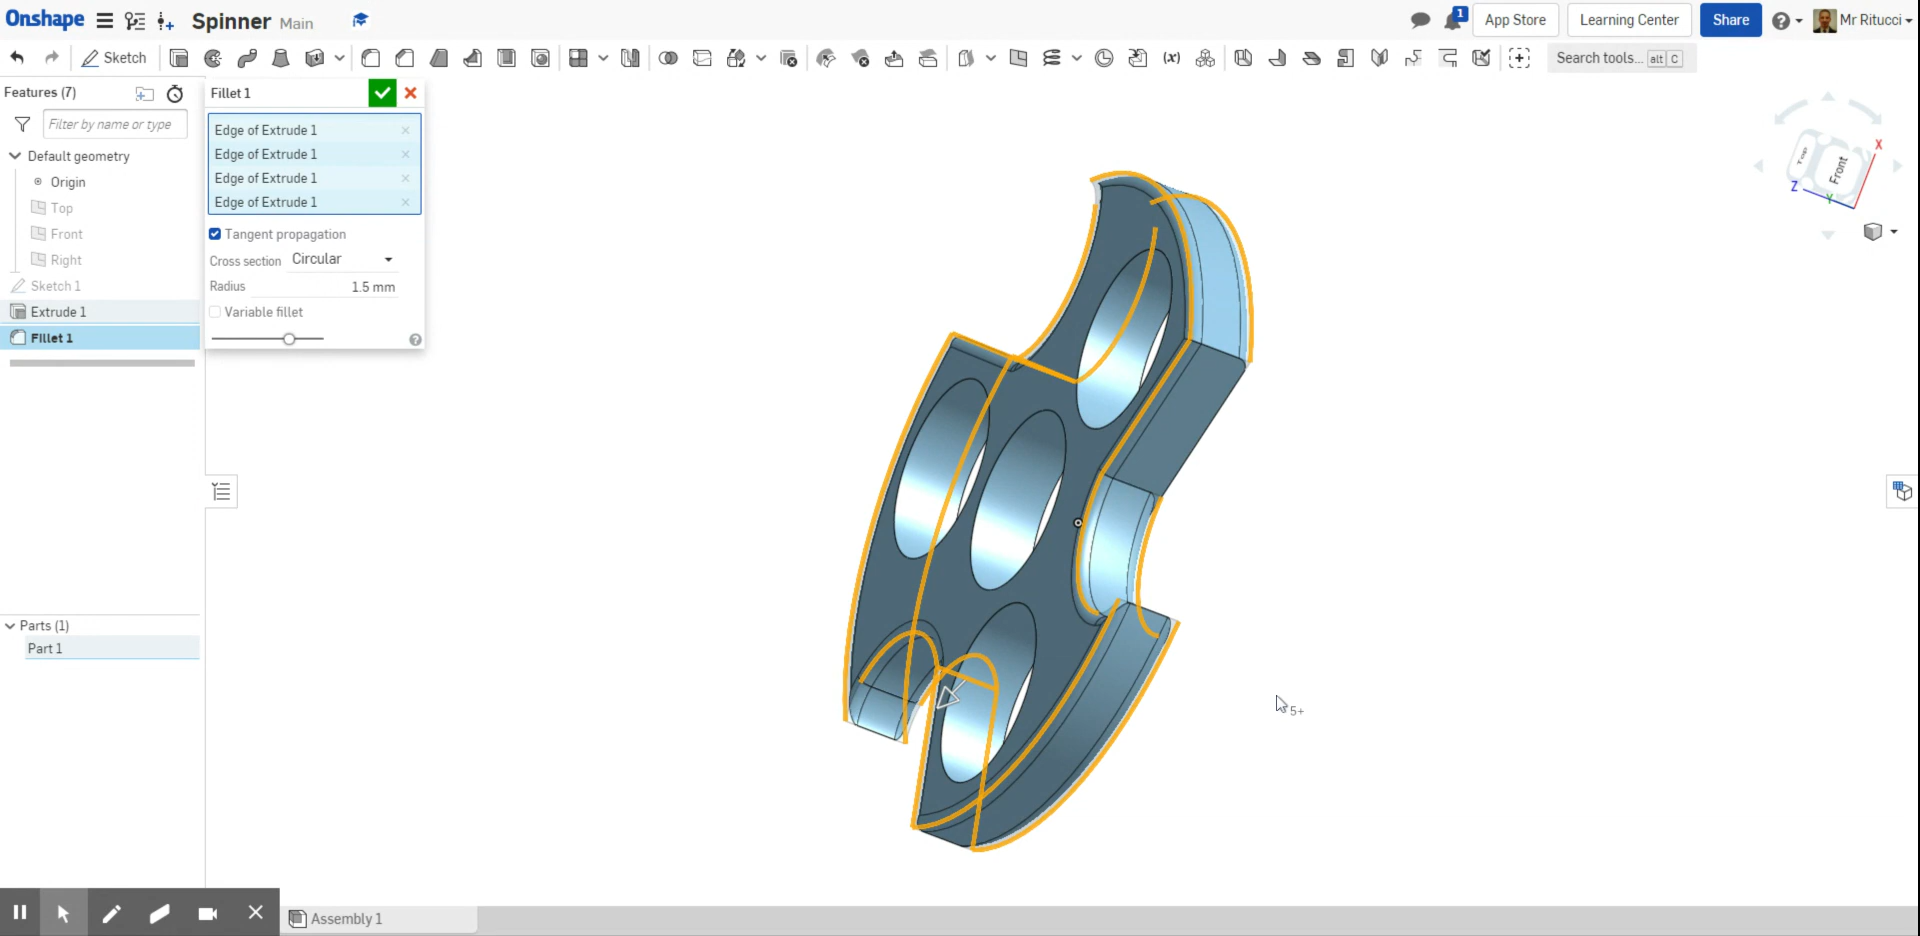 Onshape Spinner Main 1 App Store Learning Center Share Mr Ritucci
Sketch (x) Search tools... alt C
Features (7)
Filter by name or type
Default geometry
Origin
Top
Front
Right
Sketch 1
Extrude 1
Fillet 1
Parts (1)
Part 1
Fillet 1
Edge of Extrude 1
Edge of Extrude 1
Edge of Extrude 1
Edge of Extrude 1
Tangent propagation
Cross section Circular
Radius 1.5 mm
Variable fillet
X
Top Front
Z
Y
5+
Assembly 1